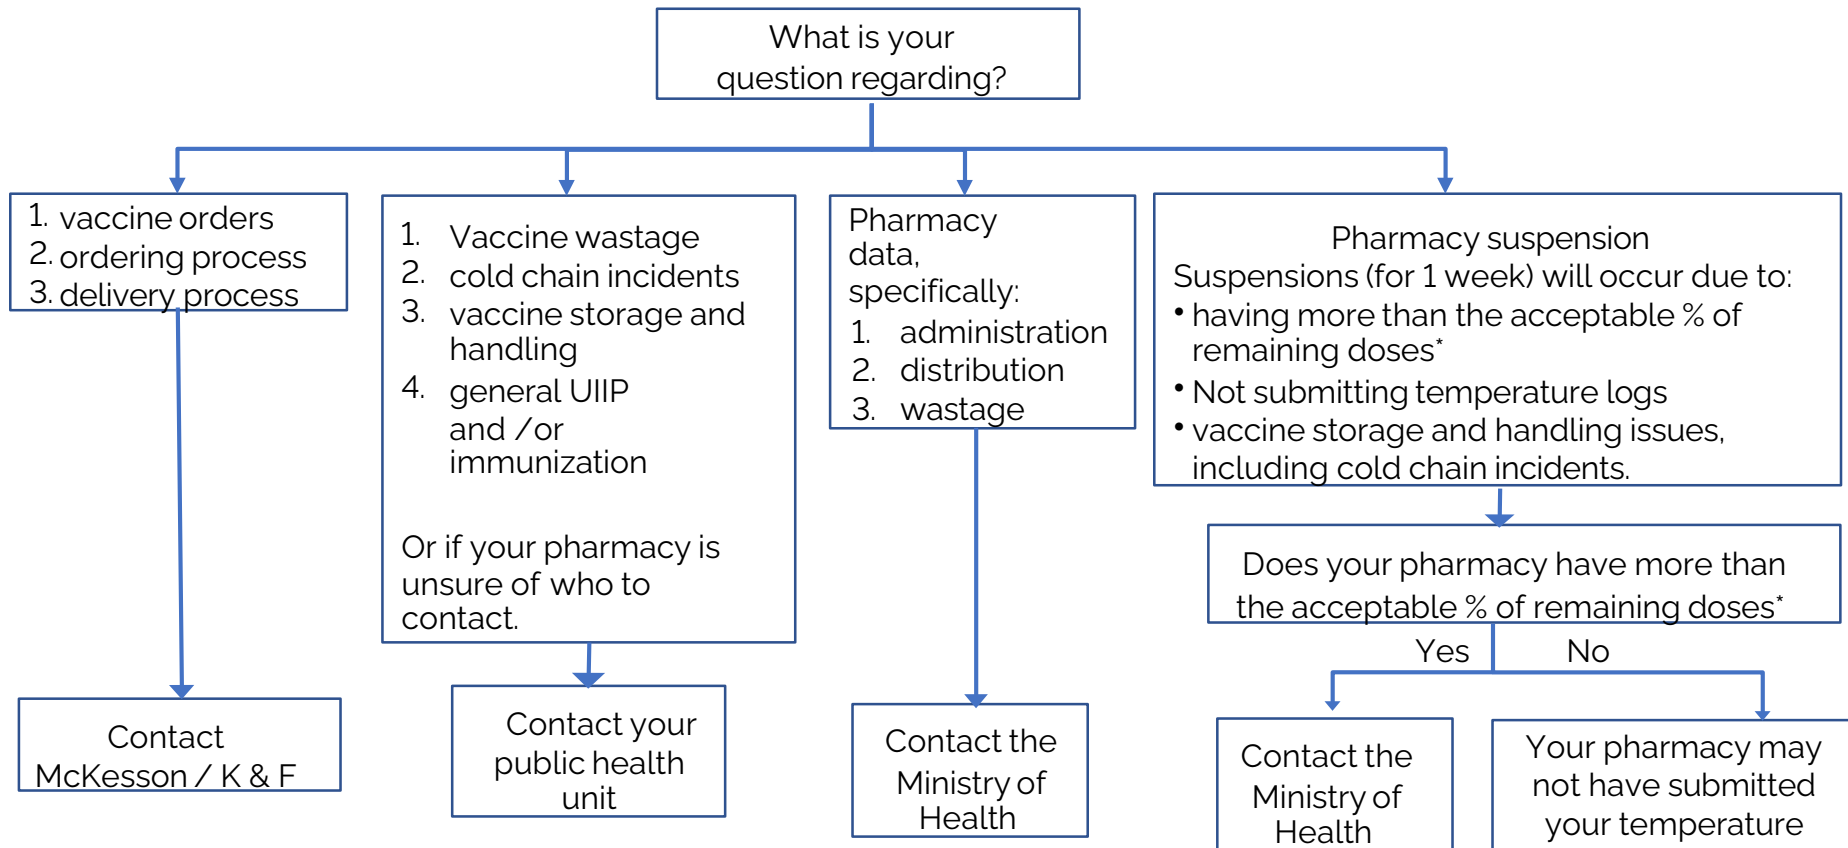 What is your
question regarding?
1. vaccine orders
2. ordering process
3. delivery process
1. Vaccine wastage
2. cold chain incidents
3. vaccine storage and
handling
4. general UIIP
and /or
immunization
Or if your pharmacy is
unsure of who to
contact.
Pharmacy
data,
specifically:
1. administration
2. distribution
3. wastage
Pharmacy suspension
Suspensions (for 1 week) will occur due to:
• having more than the acceptable % of
remaining doses*
• Not submitting temperature logs
• vaccine storage and handling issues,
including cold chain incidents.
Does your pharmacy have more than
the acceptable % of remaining doses*
Yes
No
Contact
McKesson / K & F
Contact your
public health
unit
Contact the
Ministry of
Health
Contact the
Ministry of
Health
Your pharmacy may
not have submitted
your temperature